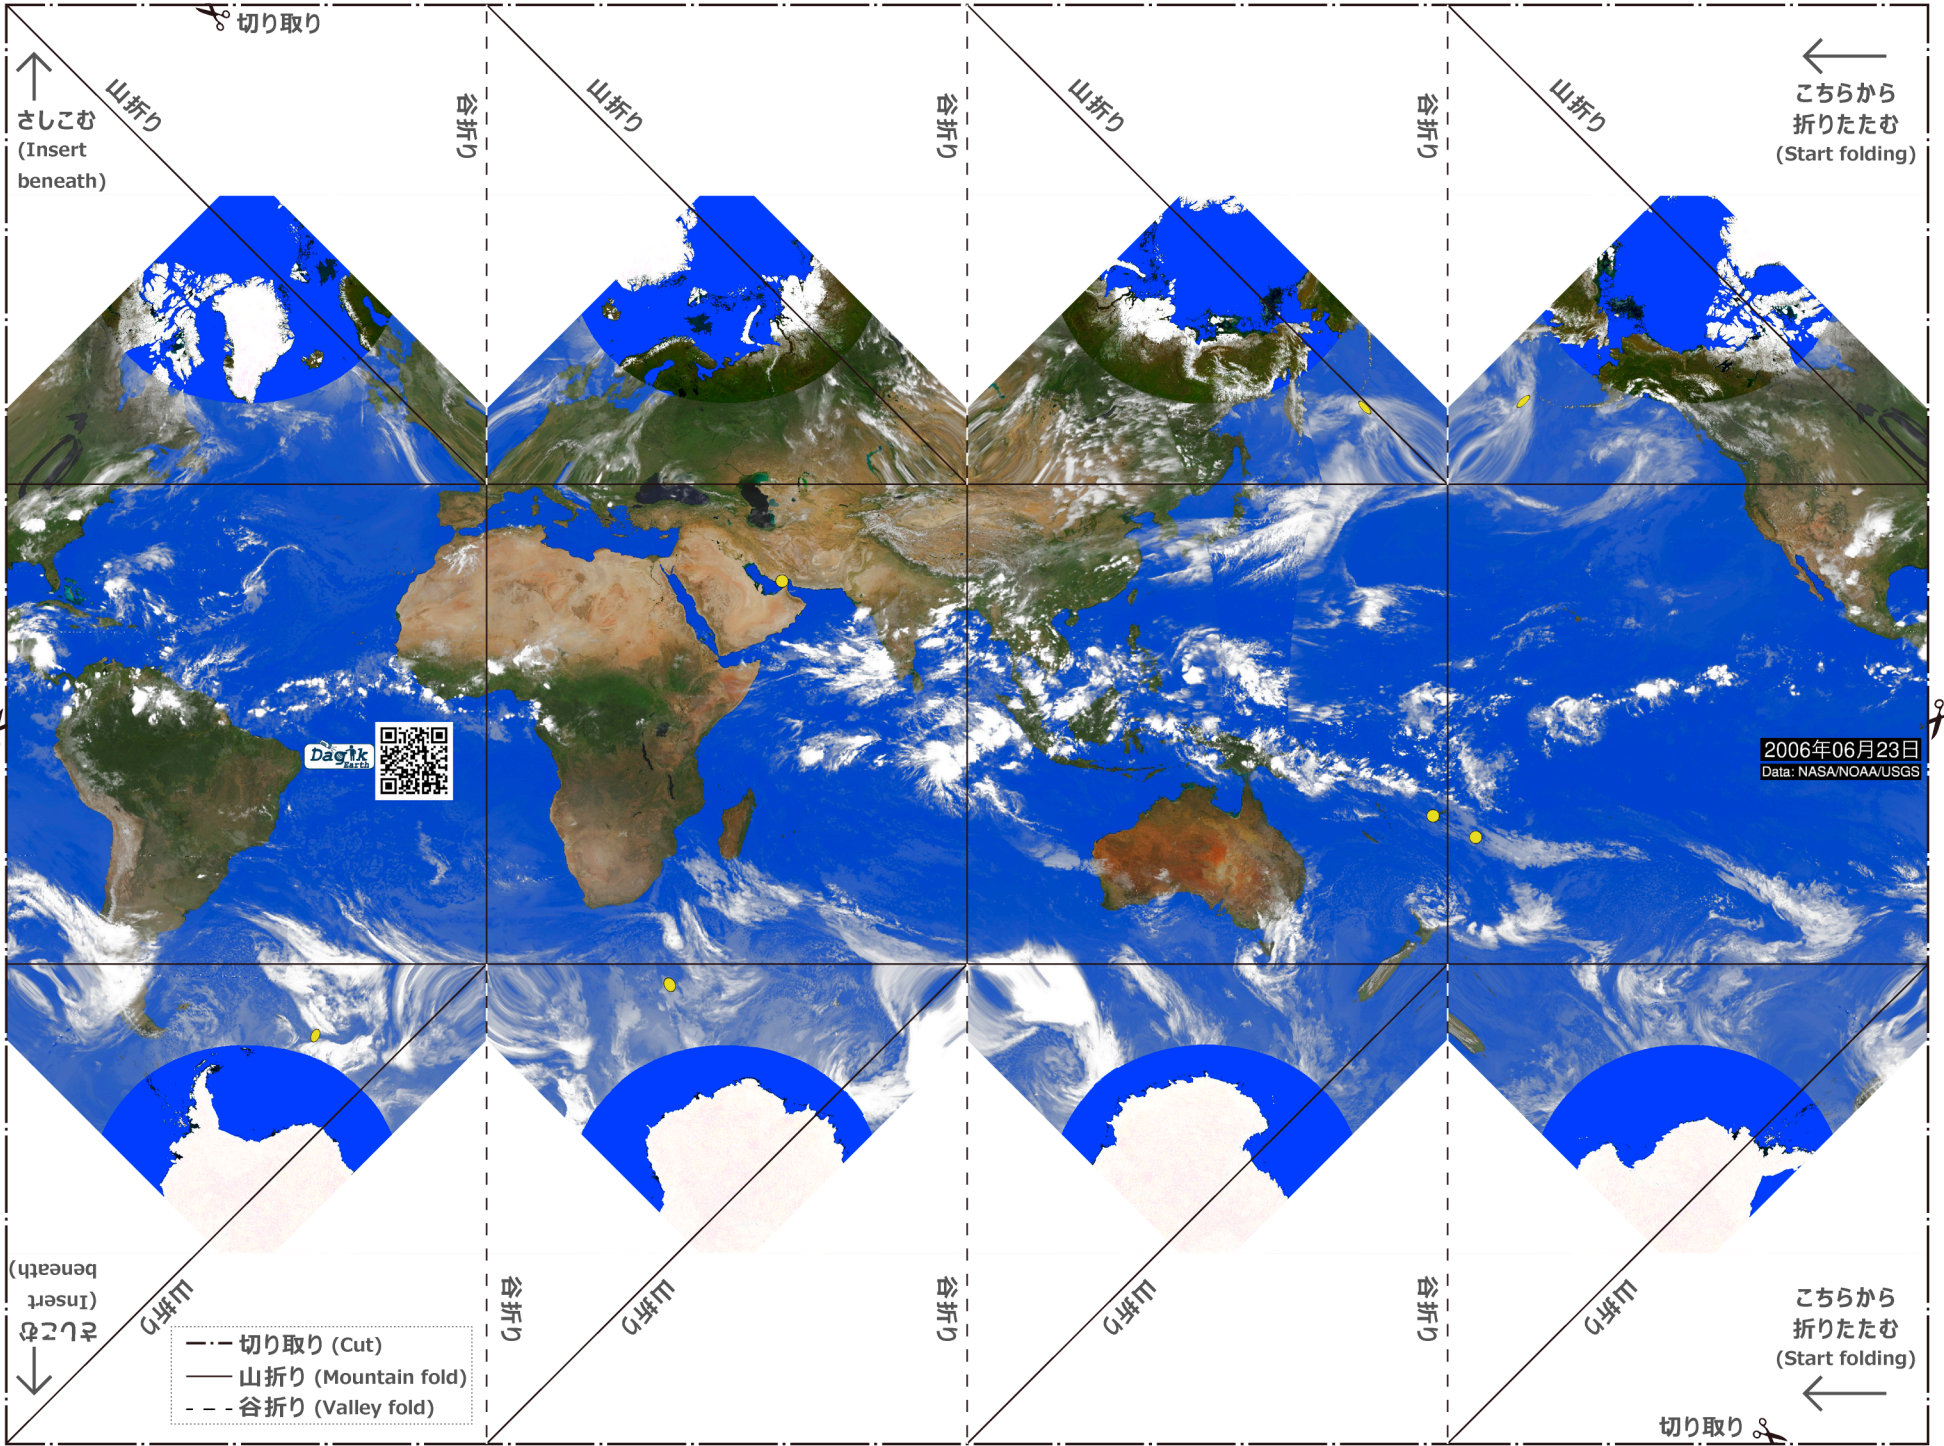 切り取り
山折り
谷折り
山折り
谷折り
山折り
谷折り
山折り
さしこむ
(Insert
beneath)
こちらから
折りたたむ
(Start folding)
Dagik
Earth
2006年06月23日
Data: NASA/NOAA/USGS
さしこむ
(Insert
beneath)
山折り
谷折り
山折り
谷折り
山折り
谷折り
山折り
こちらから
折りたたむ
(Start folding)
切り取り (Cut)
山折り (Mountain fold)
谷折り (Valley fold)
切り取り